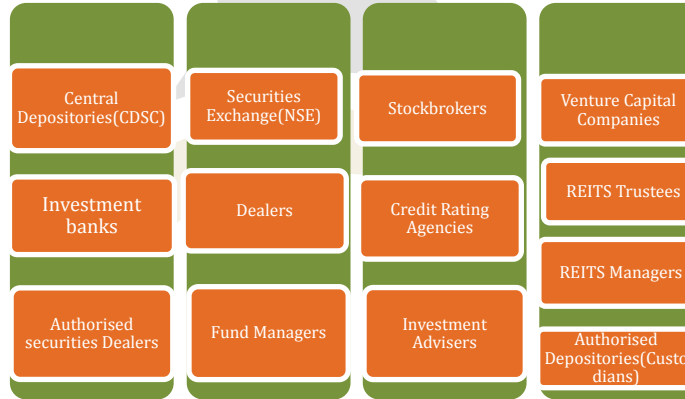 Central
Depositories(CDSC)
Investment
banks
Authorised
securities Dealers
Securities
Exchange(NSE)
Dealers
Fund Managers
Stockbrokers
Credit Rating
Agencies
Investment
Advisers
Venture Capital
Companies
REITS Trustees
REITS Managers
Authorised
Depositories(Custo
dians)